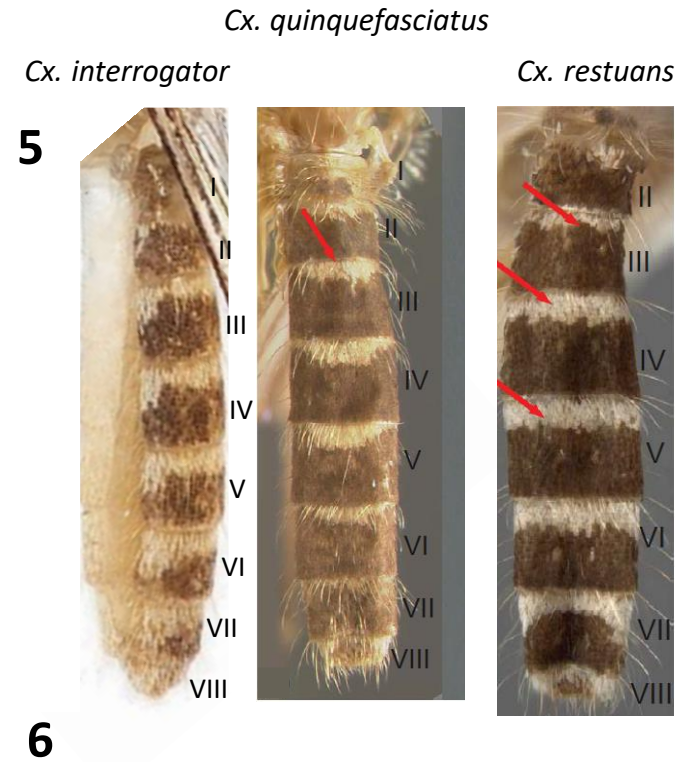 Cx. quinquefasciatus
Cx. interrogator
Cx. restuans
5
I
II
III
IV
V
VI
VII
VIII
I
II
III
IV
V
VI
VII
VIII
II
III
IV
V
VI
VII
VIII
6